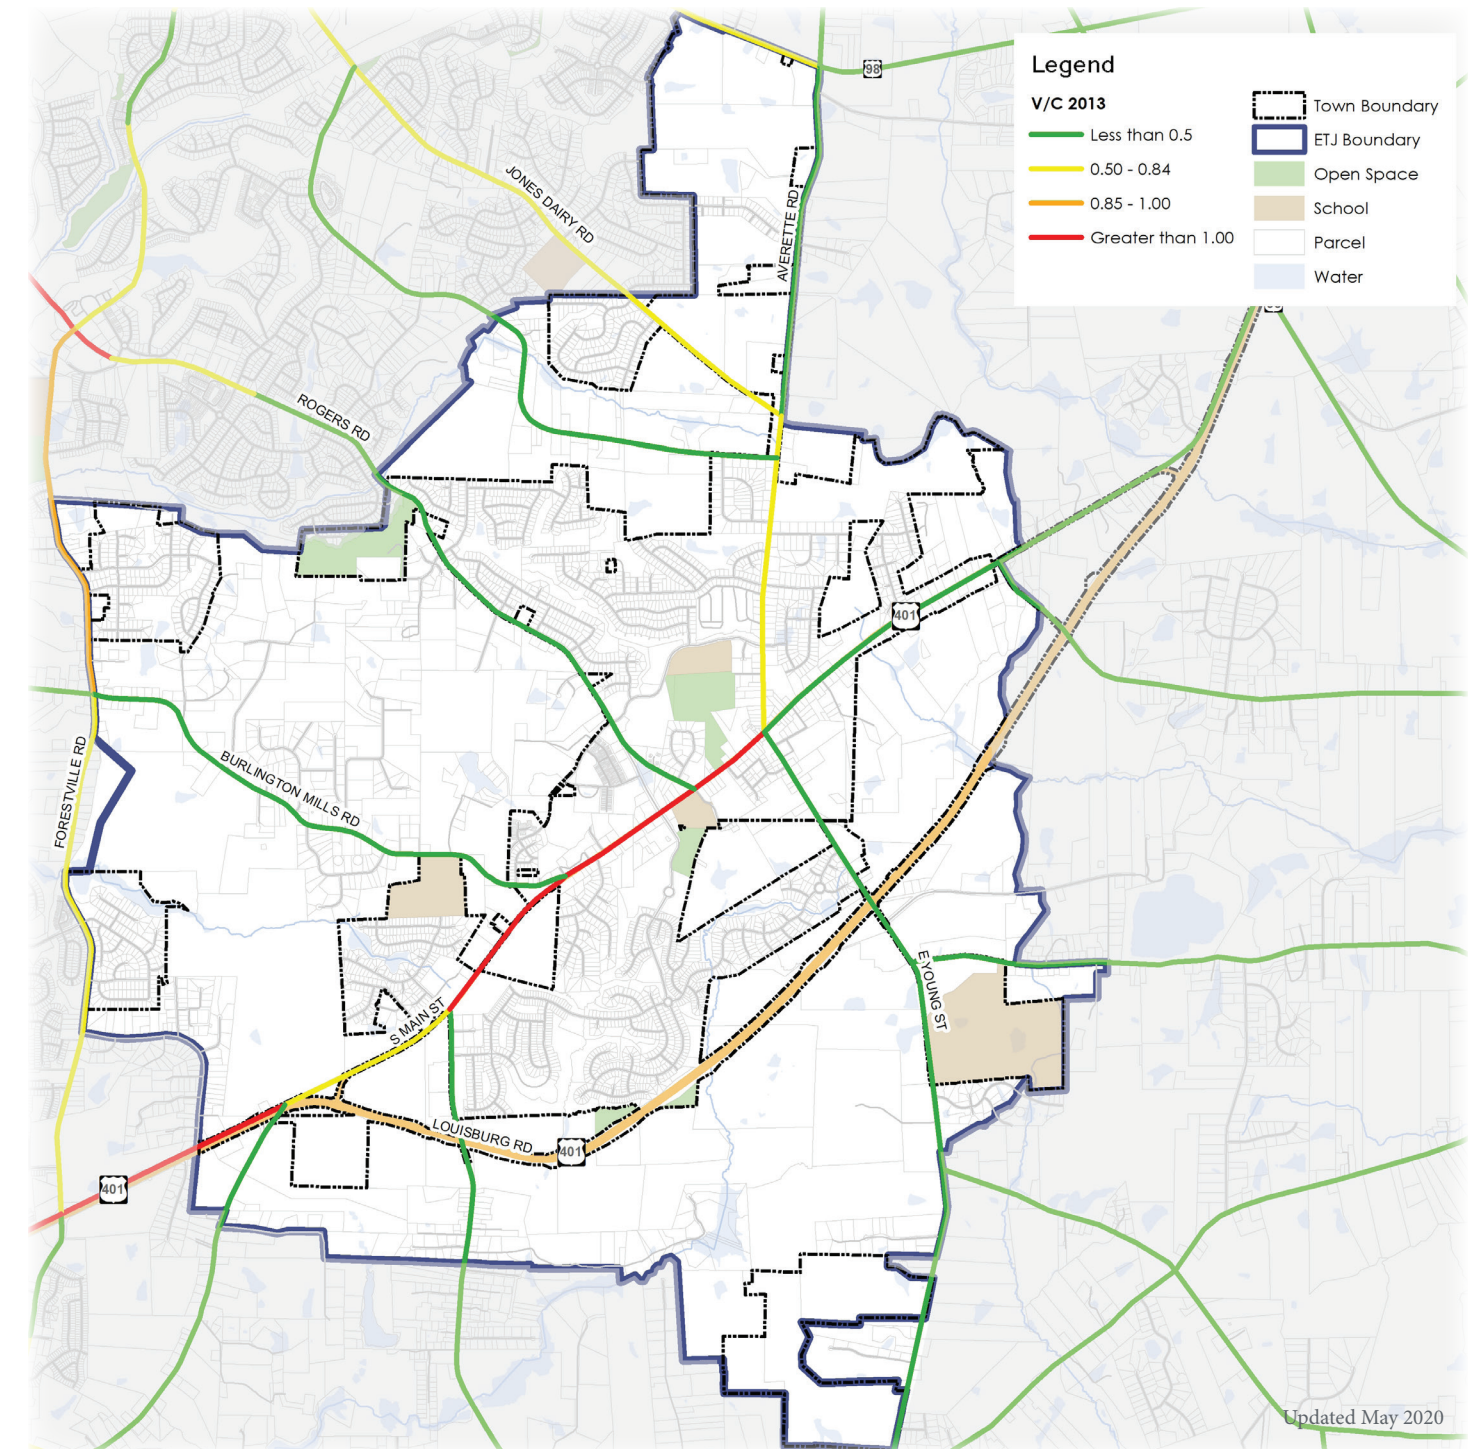 Legend
V/C 2013
Less than 0.5
0.50 - 0.84
0.85 - 1.00
Greater than 1.00
Town Boundary
ETJ Boundary
Open Space
School
Parcel
Water
98
JONES DAIRY RD
AVERETTE RD
ROGERS RD
401
BURLINGTON MILLS RD
FORESTVILLE RD
E YOUNG ST
S MAIN ST
LOUISBURG RD
401
401
Updated May 2020